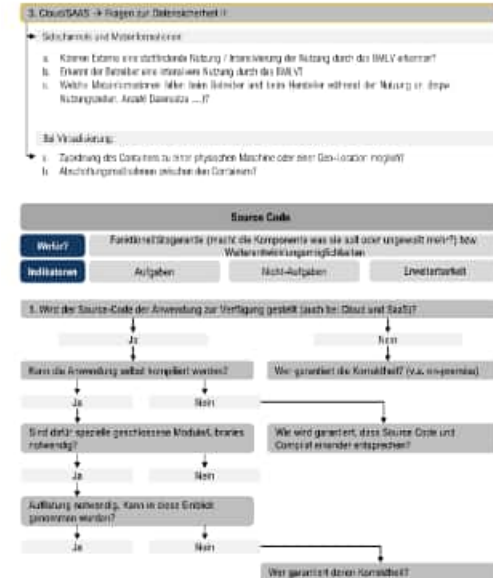 3. Cloud/SAAS → Fragen zur Datensicherheit II
Sidechannels und Metainformationen:
a. Können Externe eine stattfindende Nutzung / Intensivierung der Nutzung durch das BMLV erkennen?
b. Erkennt der Betreiber eine intensivere Nutzung durch das BMLV?
c. Welche Metainformationen fallen beim Betreiber und beim Hersteller während der Nutzung an
Nutzungszeiten, Anzahl Datensätze ...)?
Bei Virtualisierung:
a. Zuordnung des Containers zu einer physischen Maschine oder einer Geo-Location möglich?
b. Abschottungsmaßnahmen zwischen den Containern?
Source Code
Wofür?
Funktionalitätsgarantie (macht die Komponente was sie soll oder ungewollt mehr?) bzw.
Weiterentwicklungsmöglichkeiten
Indikatoren
Aufgaben
Nicht-Aufgaben
Erweiterbarkeit
1. Wird der Source-Code der Anwendung zur Verfügung gestellt (auch bei Cloud und SaaS)?
Ja
Nein
Kann die Anwendung selbst kompiliert werden?
Wer garantiert die Korrektheit? (v.a. on-premise)
Ja
Nein
Sind dafür spezielle geschlossene Module/Libraries
notwendig?
Wie wird garantiert, dass Source Code und
Compilat einander entsprechen?
Ja
Nein
Auflistung notwendig, Kann in diese Einblick
genommen werden?
Ja
Nein
Wer garantiert deren Korrektheit?